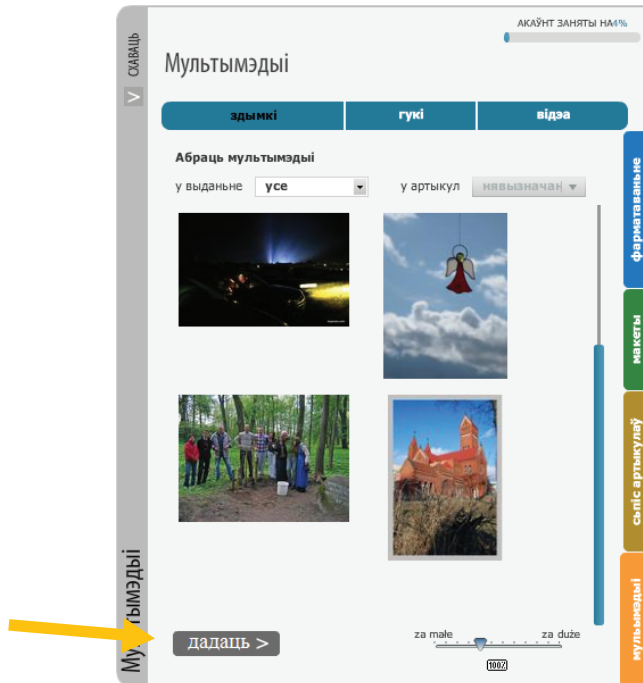 АКАЎНТ ЗАНЯТЫ НА4%
СХАВАЦЬ
Мультымэдыі
здымкі гукі відэа
Абраць мультымэдыі
у выданьне усе у артыкул нявызначан
фарматаваньне
макеты
сьпіс артыкулаў
мульымэдыі
Мультымэдыі
дадаць >
za małe za duże
100%